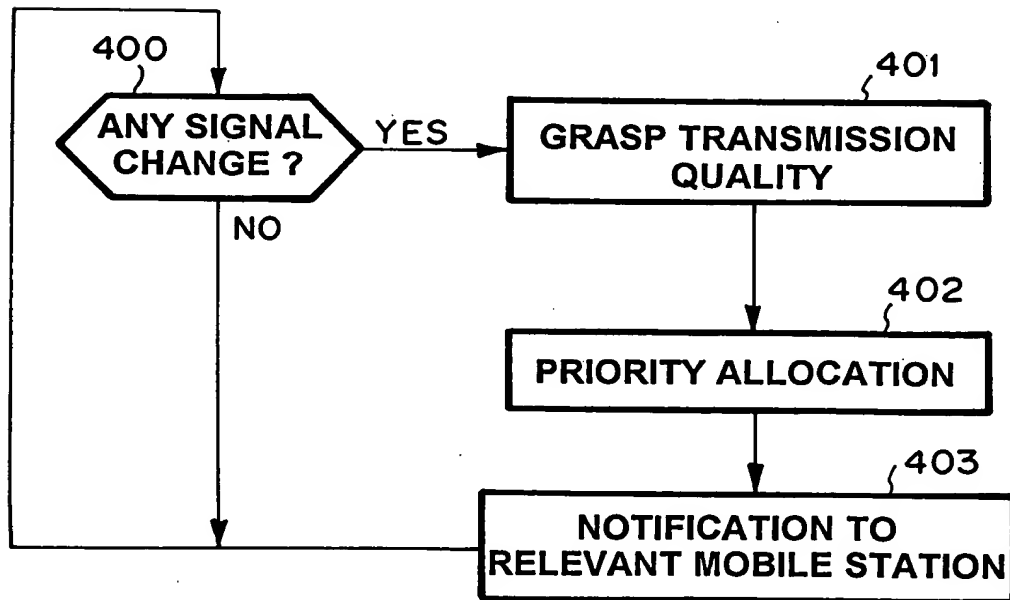 400
ANY SIGNAL
CHANGE ?
YES
NO
401
GRASP TRANSMISSION
QUALITY
402
PRIORITY ALLOCATION
403
NOTIFICATION TO
RELEVANT MOBILE STATION